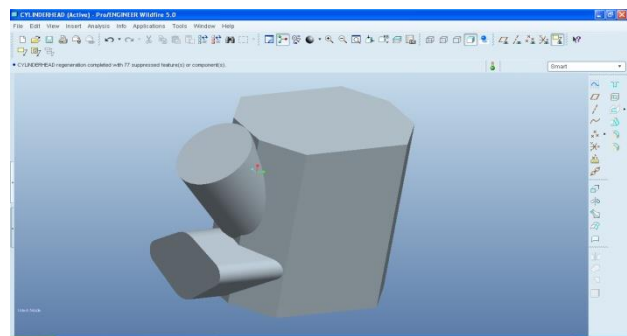 CYLINDERHEAD (Active) - Pro/ENGINEER Wildfire 5.0
File Edit View Insert Analysis Info Applications Tools Window Help
• CYLINDERHEAD regeneration completed with 77 suppressed feature(s) or component(s).
Smart